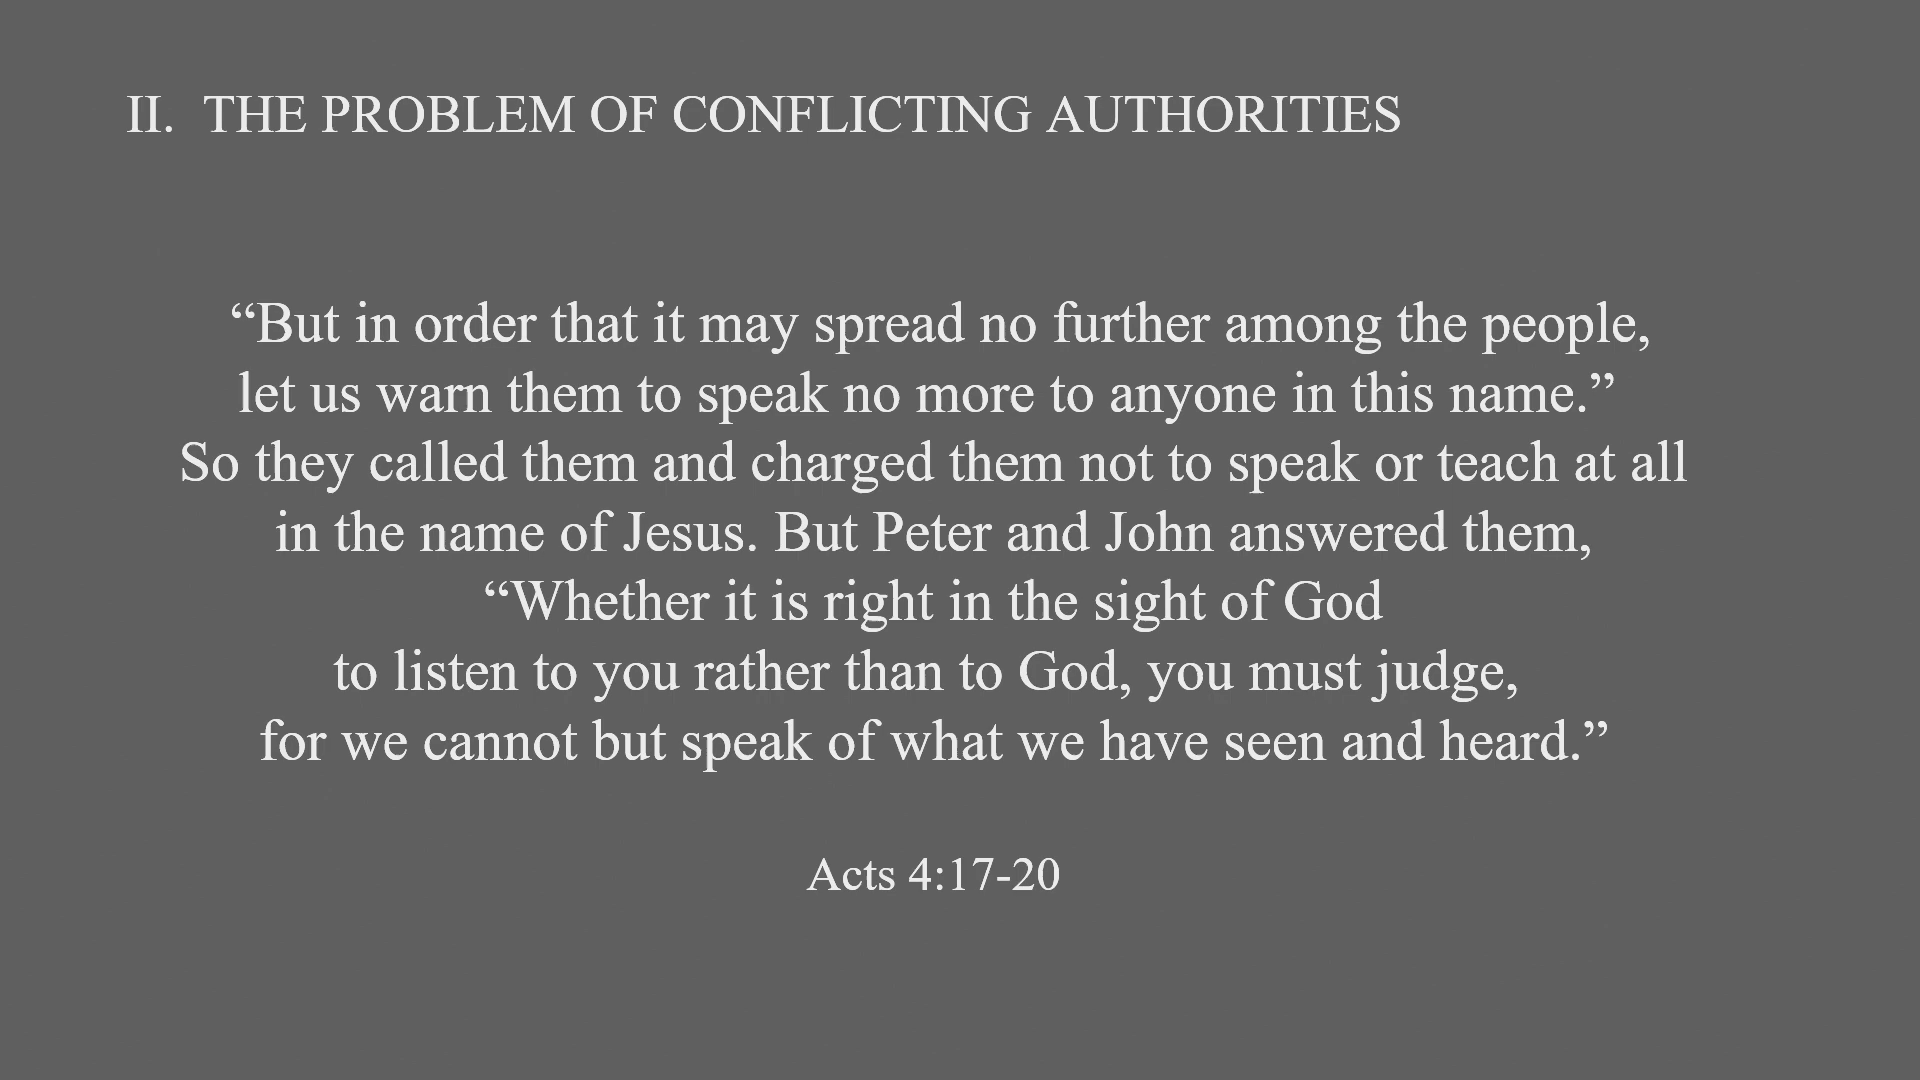 II. THE PROBLEM OF CONFLICTING AUTHORITIES
“But in order that it may spread no further among the people,
let us warn them to speak no more to anyone in this name.”
So they called them and charged them not to speak or teach at all
in the name of Jesus. But Peter and John answered them,
“Whether it is right in the sight of God
to listen to you rather than to God, you must judge,
for we cannot but speak of what we have seen and heard.”
Acts 4:17-20